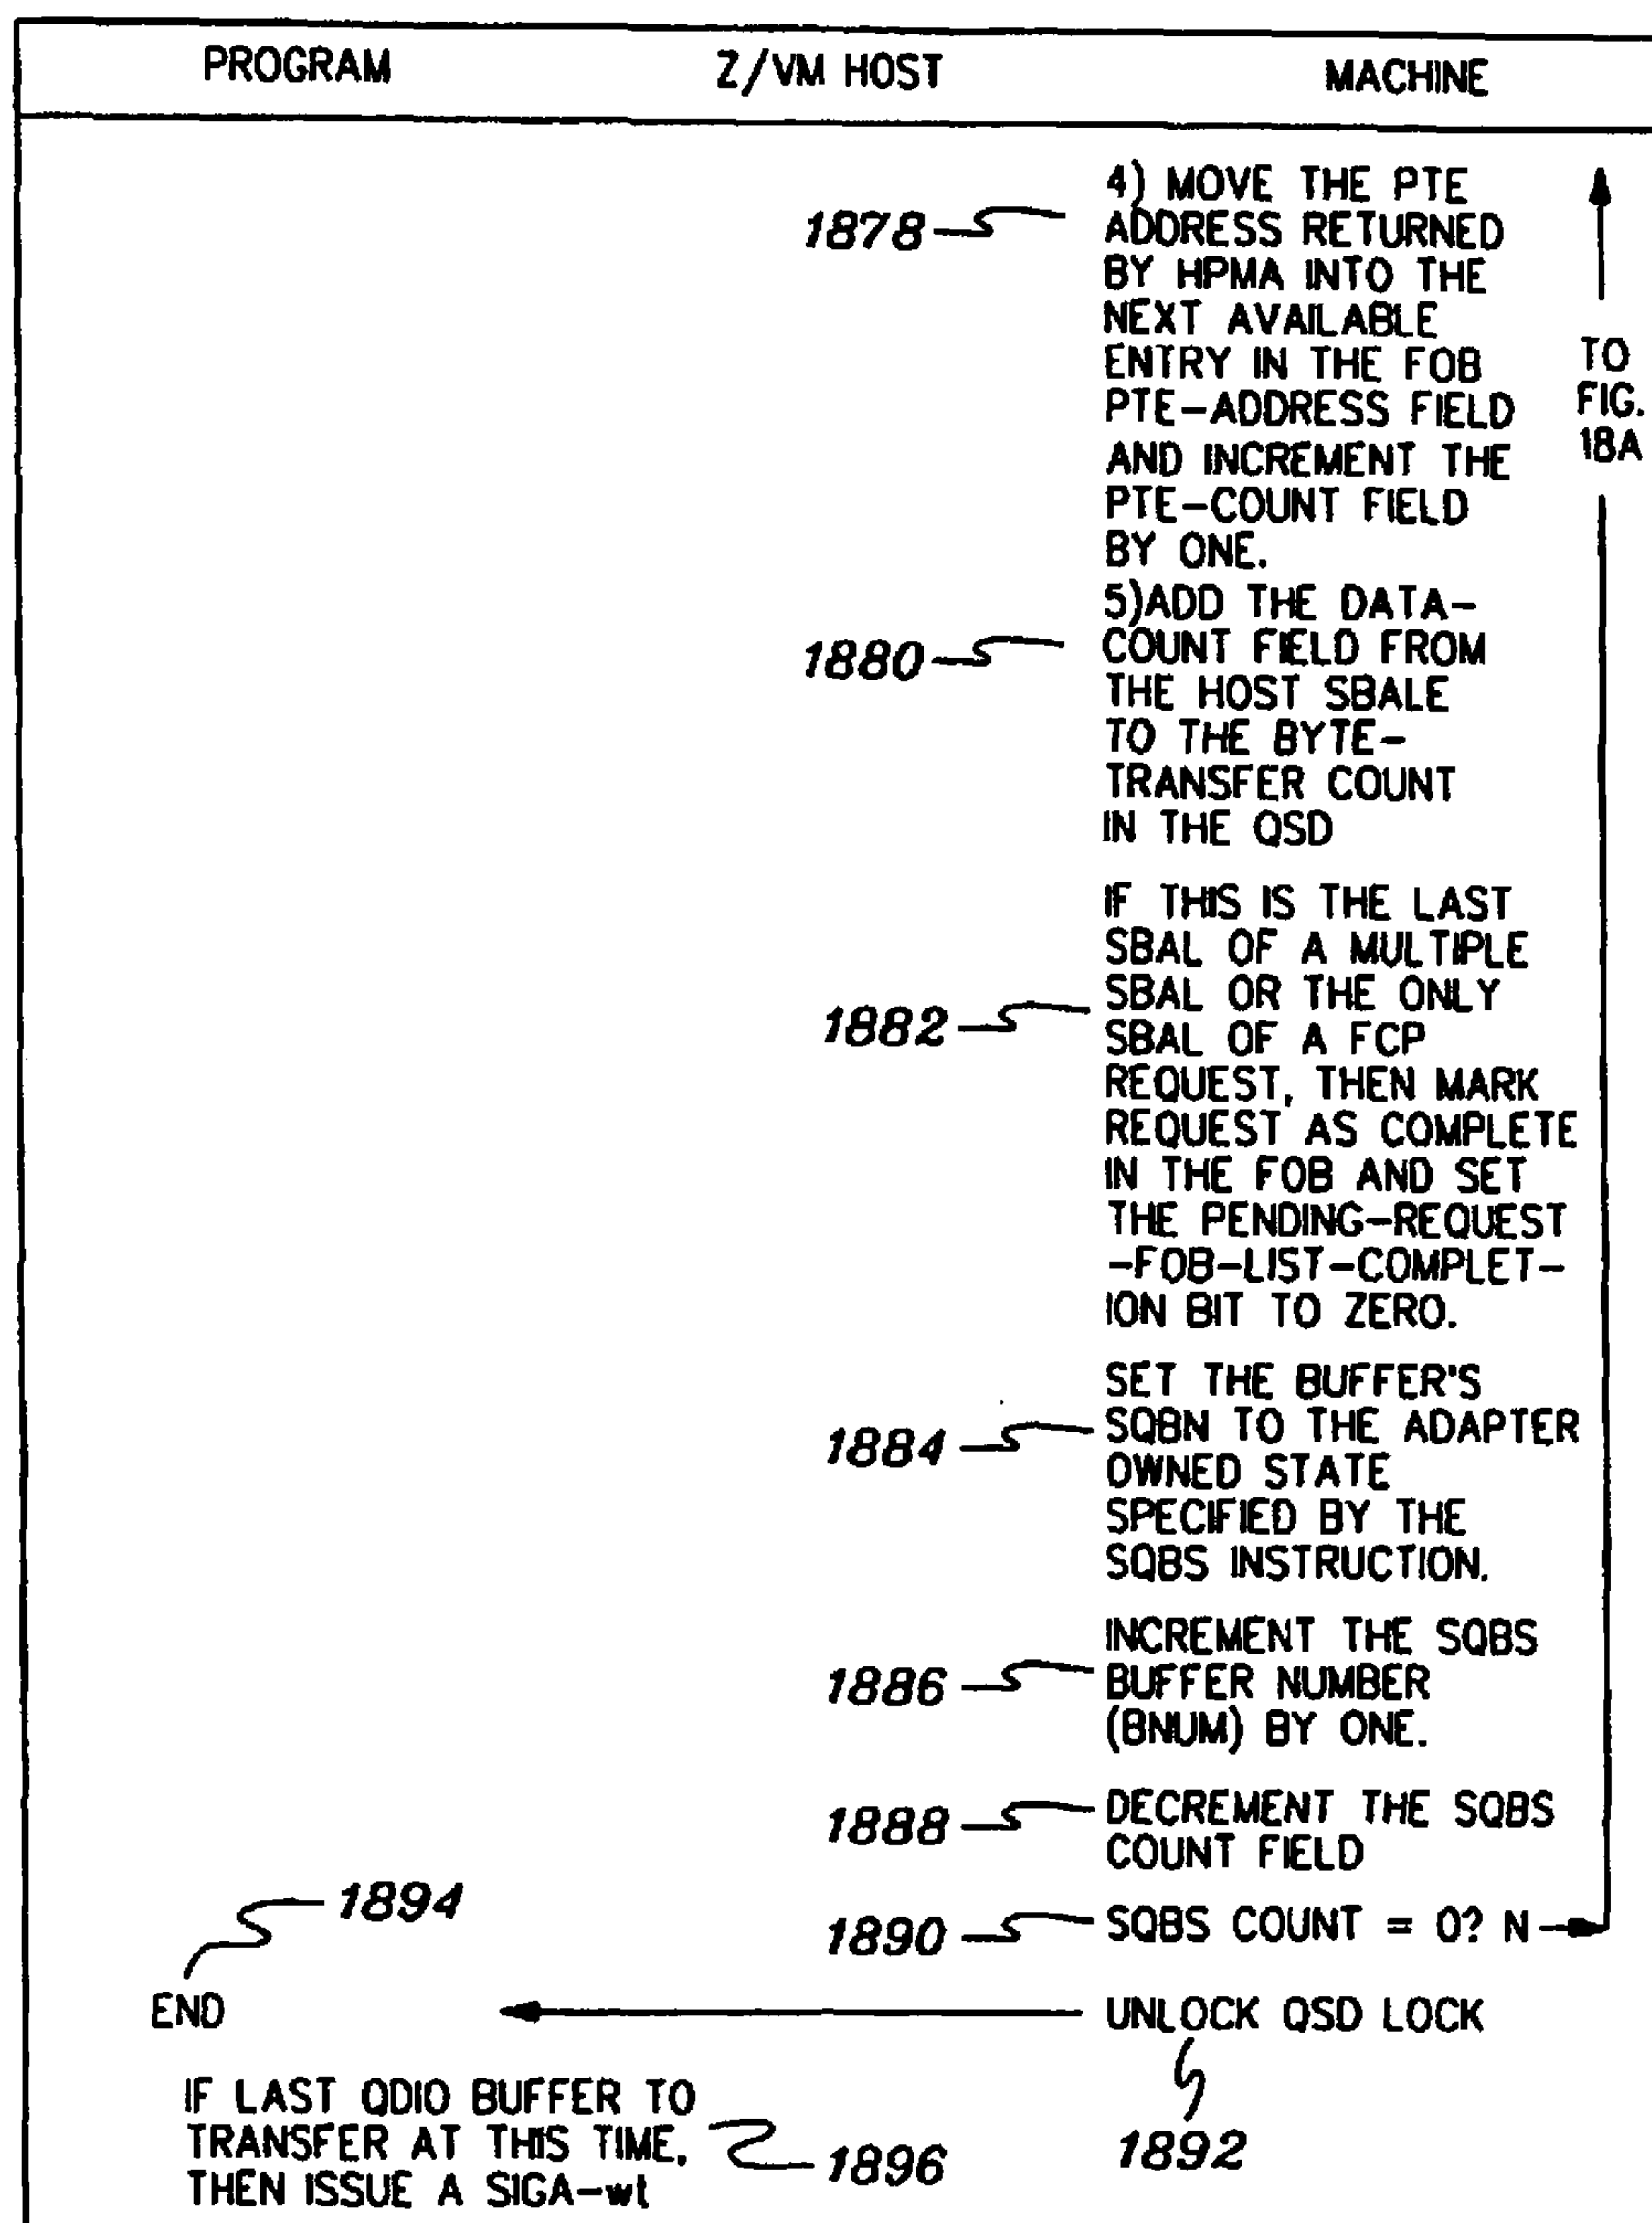 PROGRAM
Z/VM HOST
MACHINE
1878
4) MOVE THE PTE
ADDRESS RETURNED
BY HPMA INTO THE
NEXT AVAILABLE
ENTRY IN THE FOB
PTE-ADDRESS FIELD
AND INCREMENT THE
PTE-COUNT FIELD
BY ONE.
TO
FIG.
18A
1880
5)ADD THE DATA-
COUNT FIELD FROM
THE HOST SBALE
TO THE BYTE-
TRANSFER COUNT
IN THE QSD
1882
IF THIS IS THE LAST
SBAL OF A MULTIPLE
SBAL OR THE ONLY
SBAL OF A FCP
REQUEST, THEN MARK
REQUEST AS COMPLETE
IN THE FOB AND SET
THE PENDING-REQUEST
-FOB-LIST-COMPLET-
ION BIT TO ZERO.
1884
SET THE BUFFER'S
SQBN TO THE ADAPTER
OWNED STATE
SPECIFIED BY THE
SQBS INSTRUCTION.
1886
INCREMENT THE SQBS
BUFFER NUMBER
(BNUM) BY ONE.
1888
DECREMENT THE SQBS
COUNT FIELD
1894
1890
SQBS COUNT = 0? N
END
UNLOCK QSD LOCK
1892
IF LAST QDIO BUFFER TO
TRANSFER AT THIS TIME,
THEN ISSUE A SIGA-wt
1896